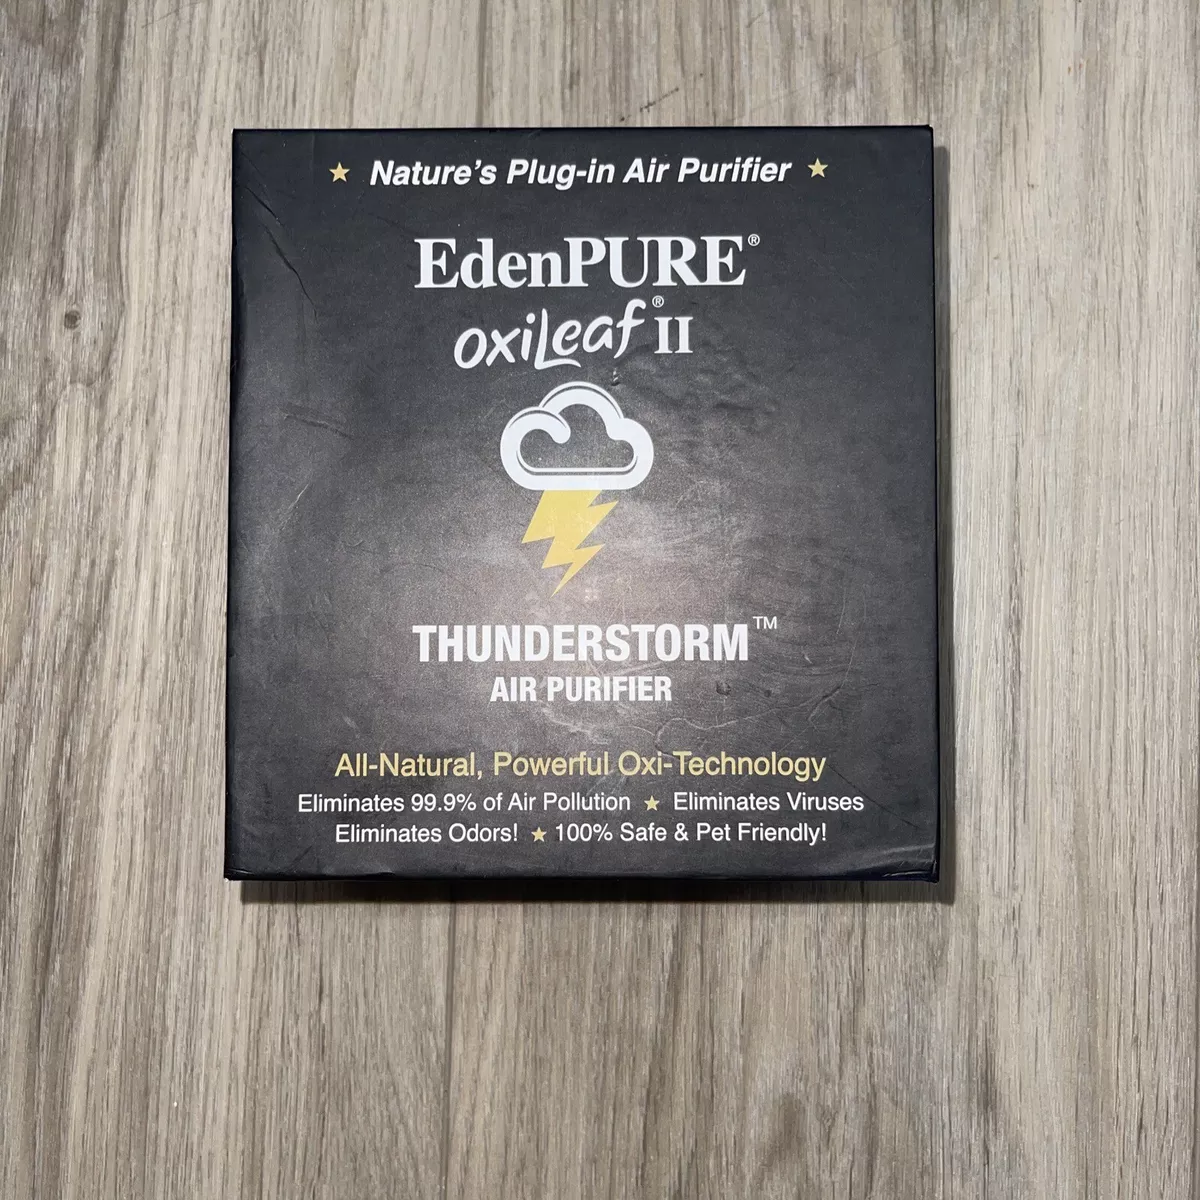 ★ Nature's Plug-in Air Purifier ★
EdenPURE®
oxiLeaf® II
THUNDERSTORM™
AIR PURIFIER
All-Natural, Powerful Oxi-Technology
Eliminates 99.9% of Air Pollution ★ Eliminates Viruses
Eliminates Odors! ★ 100% Safe & Pet Friendly!